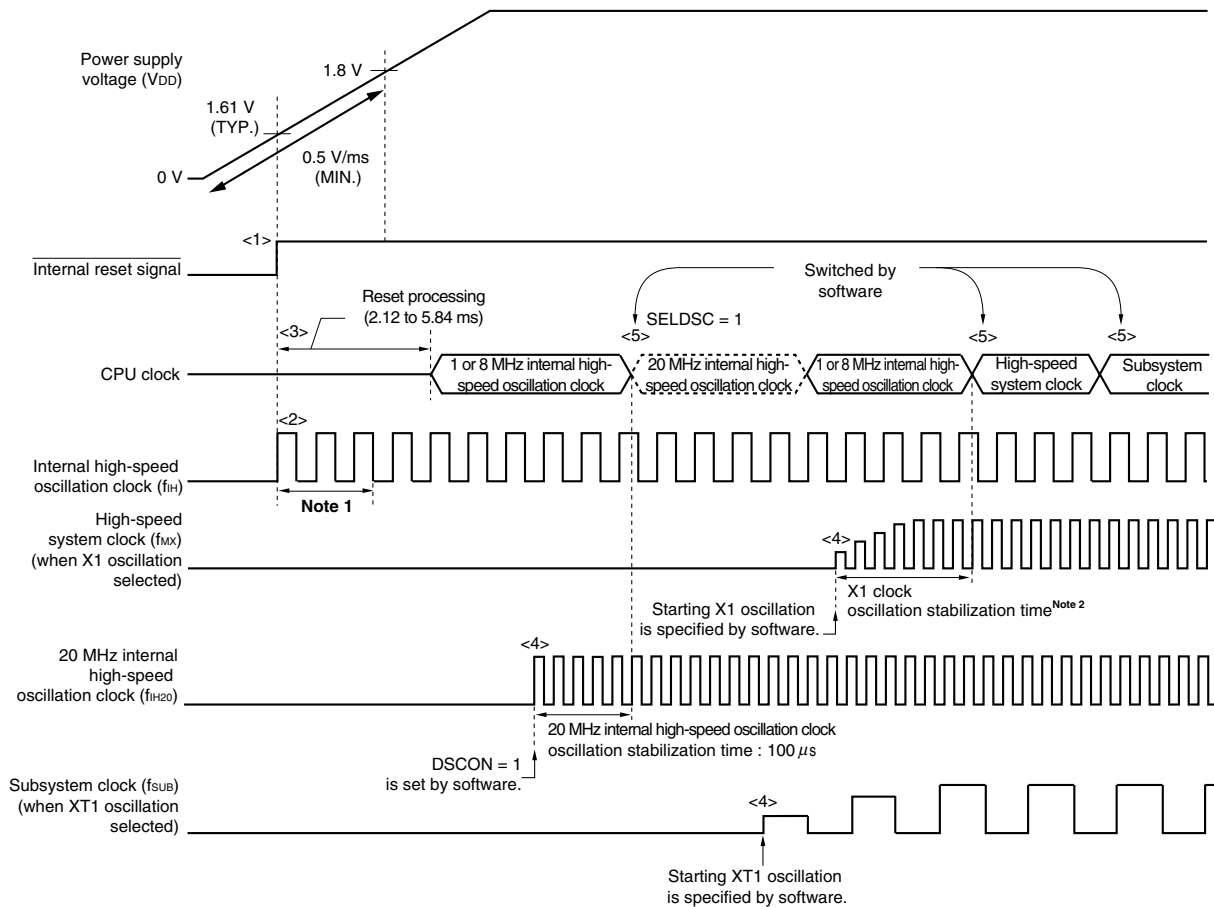 Power supply
voltage (VDD)
1.8 V
1.61 V
(TYP.)
0.5 V/ms
(MIN.)
0 V
<1>
Internal reset signal
Switched by
software
Reset processing
(2.12 to 5.84 ms)
<3>
<5>
SELDSC = 1
<5>
<5>
CPU clock
1 or 8 MHz internal high-
speed oscillation clock
20 MHz internal high-
speed oscillation clock
1 or 8 MHz internal high-
speed oscillation clock
High-speed
system clock
Subsystem
clock
<2>
Internal high-speed
oscillation clock (fIH)
Note 1
High-speed
system clock (fMX)
(when X1 oscillation
selected)
<4>
X1 clock
oscillation stabilization time Note 2
Starting X1 oscillation
is specified by software.
20 MHz internal
high-speed
oscillation clock (fIH20)
<4>
20 MHz internal high-speed oscillation clock
oscillation stabilization time : 100 μs
DSCON = 1
is set by software.
Subsystem clock (fSUB)
(when XT1 oscillation
selected)
<4>
Starting XT1 oscillation
is specified by software.